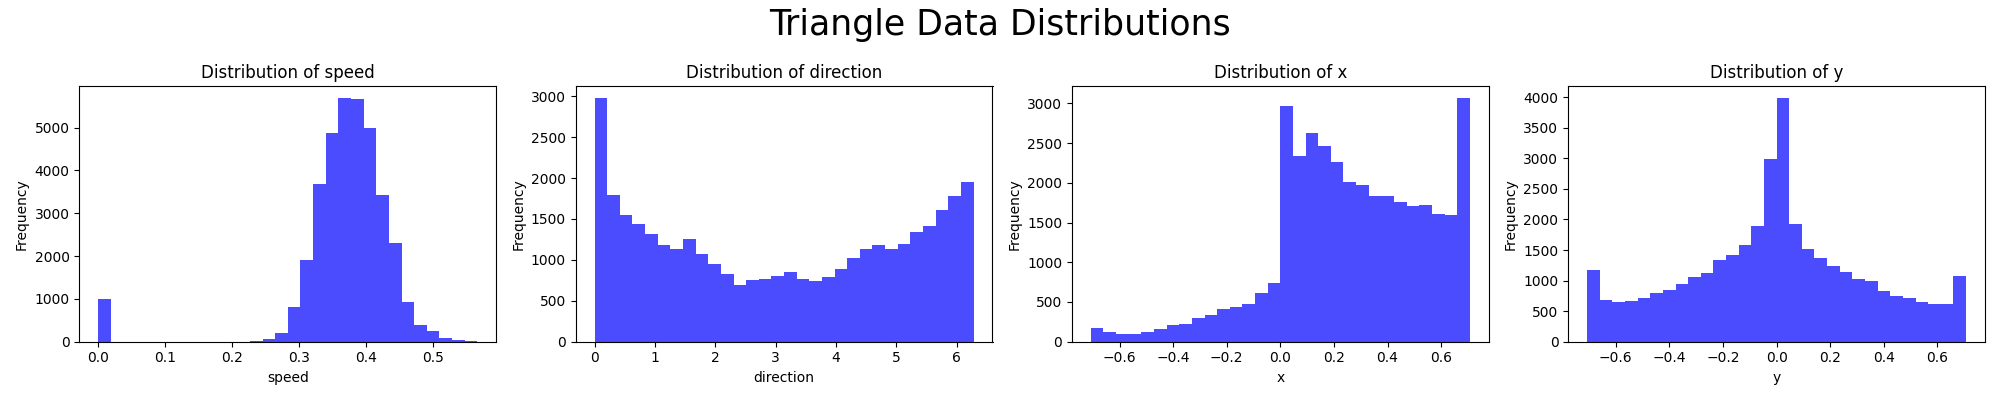 Triangle Data Distributions
Distribution of speed
Frequency
5000
4000
3000
2000
1000
0
0.0 0.1 0.2 0.3 0.4 0.5
speed
Distribution of direction
Frequency
3000
2500
2000
1500
1000
500
0
0 1 2 3 4 5 6
direction
Distribution of x
Frequency
3000
2500
2000
1500
1000
500
0
−0.6 −0.4 −0.2 0.0 0.2 0.4 0.6
x
Distribution of y
Frequency
4000
3500
3000
2500
2000
1500
1000
500
0
−0.6 −0.4 −0.2 0.0 0.2 0.4 0.6
y